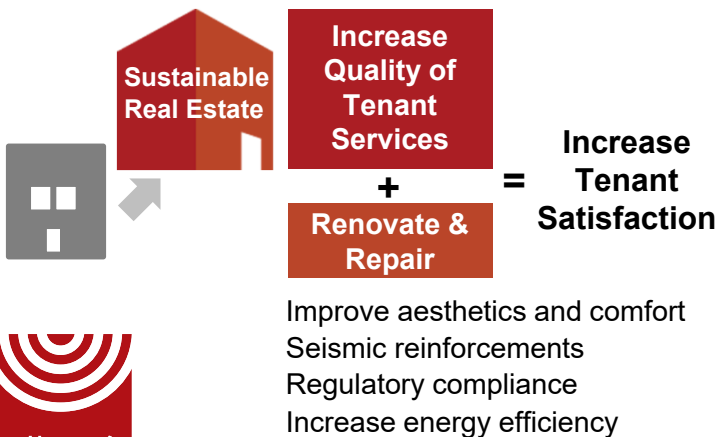 Sustainable
Real Estate
Increase
Quality of
Tenant
Services
+
Renovate &
Repair
=
Increase
Tenant
Satisfaction
Improve aesthetics and comfort
Seismic reinforcements
Regulatory compliance
Increase energy efficiency